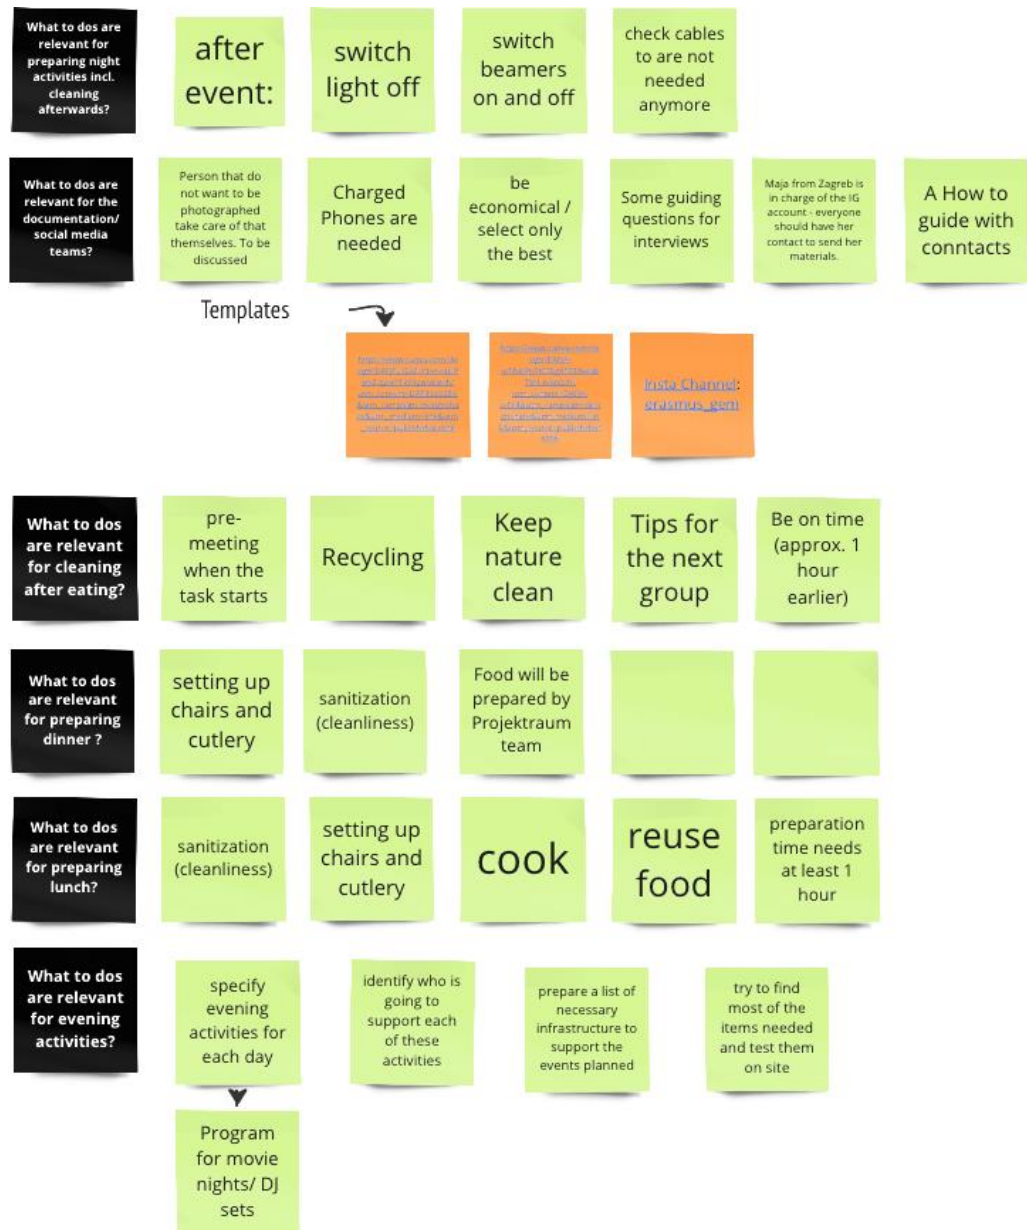 What to dos are
relevant for
preparing night
activities incl.
cleaning
afterwards?
after
event:
switch
light off
switch
beamers
on and off
check cables
to are not
needed
anymore
What to dos are
relevant for the
documentation/
social media
teams?
Person that do
not want to be
photographed
take care of that
themselves. To be
discussed
Charged
Phones are
needed
be
economical /
select only
the best
Some guiding
questions for
interviews
Maja from Zagreb is
in charge of the IG
account - everyone
should have her
contact to send her
materials.
A How to
guide with
conntacts
Templates
Insta Channel:
erasmus_gem
What to dos
are relevant
for cleaning
after eating?
pre-
meeting
when the
task starts
Recycling
Keep
nature
clean
Tips for
the next
group
Be on time
(approx. 1
hour
earlier)
What to dos
are relevant
for preparing
dinner ?
setting up
chairs and
cutlery
sanitization
(cleanliness)
Food will be
prepared by
Projektraum
team
What to dos
are relevant
for preparing
lunch?
sanitization
(cleanliness)
setting up
chairs and
cutlery
cook
reuse
food
preparation
time needs
at least 1
hour
What to dos
are relevant
for evening
activities?
specify
evening
activities for
each day
identify who is
going to
support each
of these
activities
prepare a list of
necessary
infrastructure to
support the
events planned
try to find
most of the
items needed
and test them
on site
Program
for movie
nights/ DJ
sets